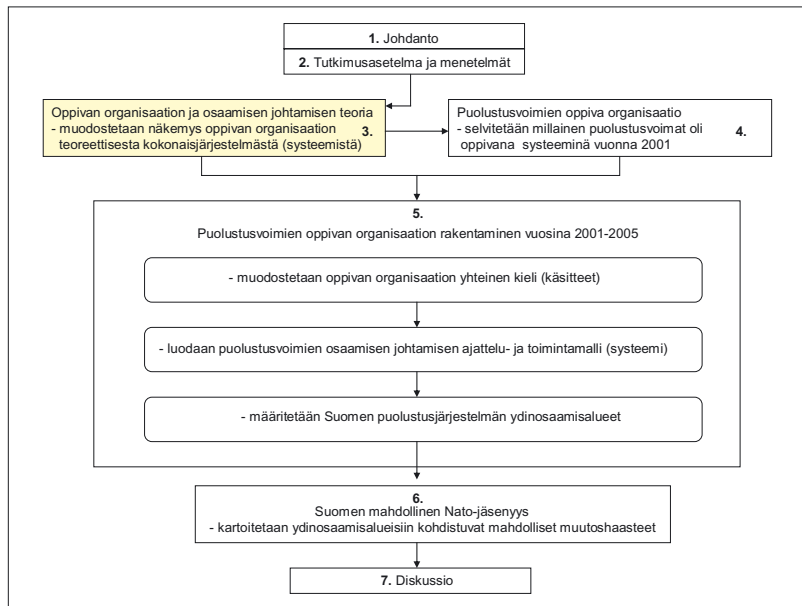 1. Johdanto
2. Tutkimusasetelma ja menetelmät
Oppivan organisaation ja osaamisen johtamisen teoria
- muodostetaan näkemys oppivan organisaation 3.
teoreettisesta kokonaisjärjestelmästä (systeemistä)
Puolustusvoimien oppiva organisaatio
- selvitetään millainen puolustusvoimat oli 4.
oppivana systeeminä vuonna 2001
5.
Puolustusvoimien oppivan organisaation rakentaminen vuosina 2001-2005
- muodostetaan oppivan organisaation yhteinen kieli (käsitteet)
- luodaan puolustusvoimien osaamisen johtamisen ajattelu- ja toimintamalli (systeemi)
- määritetään Suomen puolustusjärjestelmän ydinosaamisalueet
6.
Suomen mahdollinen Nato-jäsenyys
- kartoitetaan ydinosaamisalueisiin kohdistuvat mahdolliset muutoshaasteet
7. Diskussio